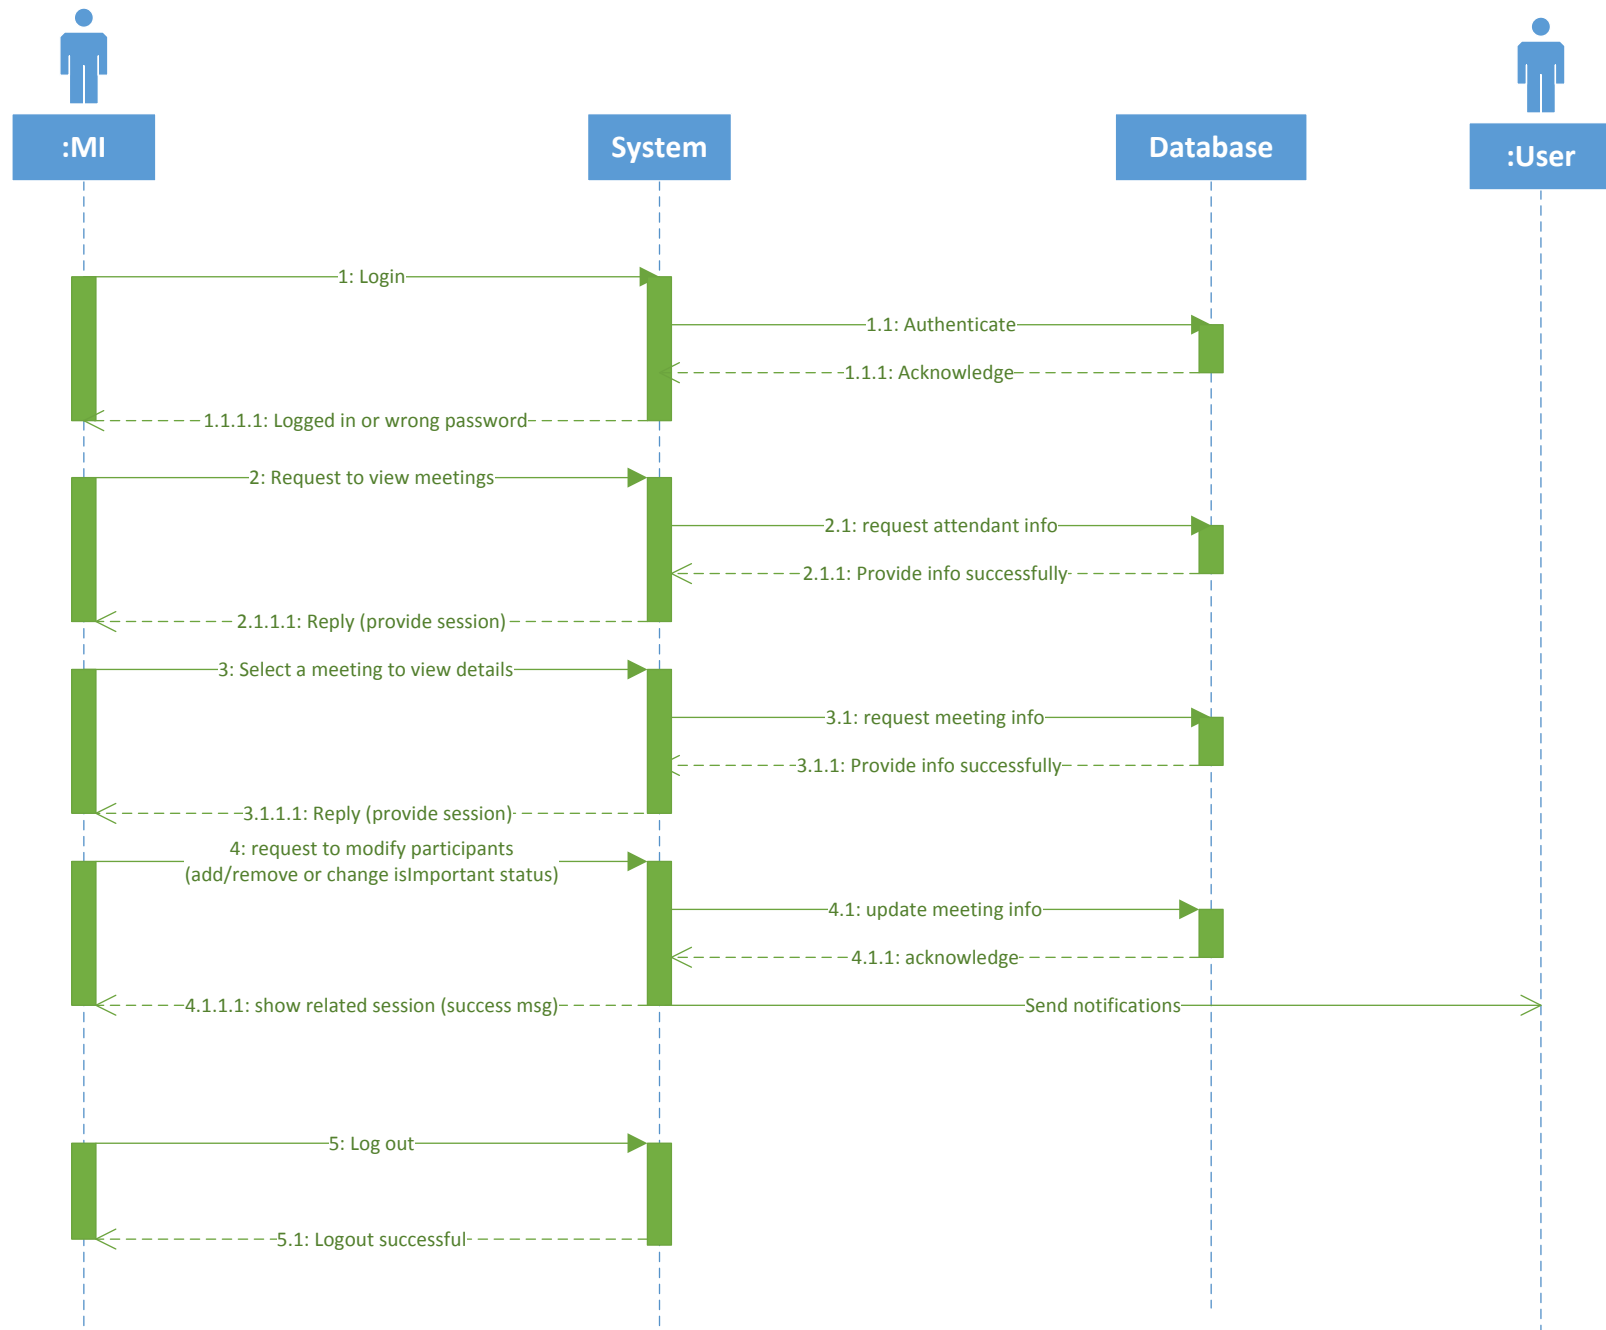 :MI
System
Database
:User
1: Login
1.1: Authenticate
1.1.1: Acknowledge
1.1.1.1: Logged in or wrong password
2: Request to view meetings
2.1: request attendant info
2.1.1: Provide info successfully
2.1.1.1: Reply (provide session)
3: Select a meeting to view details
3.1: request meeting info
3.1.1: Provide info successfully
3.1.1.1: Reply (provide session)
4: request to modify participants
(add/remove or change isImportant status)
4.1: update meeting info
4.1.1: acknowledge
4.1.1.1: show related session (success msg)
Send notifications
5: Log out
5.1: Logout successful